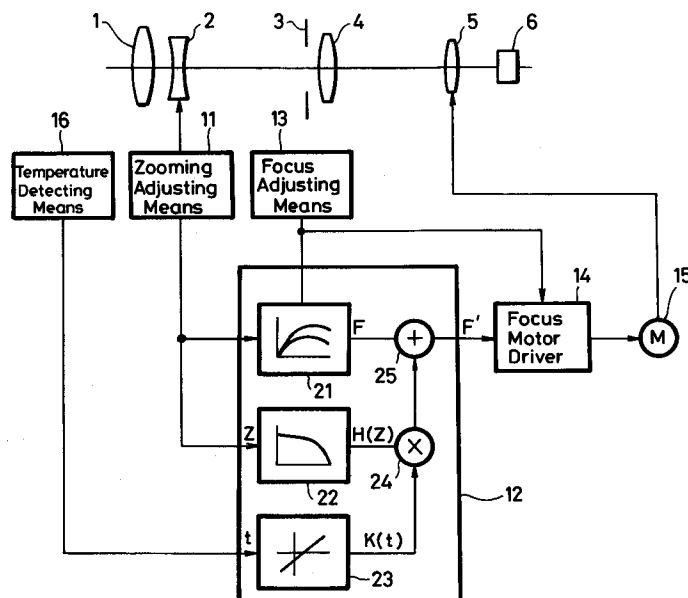 1
2
3
4
5
6
16
11
13
Temperature
Detecting
Means
Zooming
Adjusting
Means
Focus
Adjusting
Means
14
15
F
+
F'
Focus
Motor
Driver
M
25
21
Z
H(Z)
×
24
22
12
t
K(t)
23